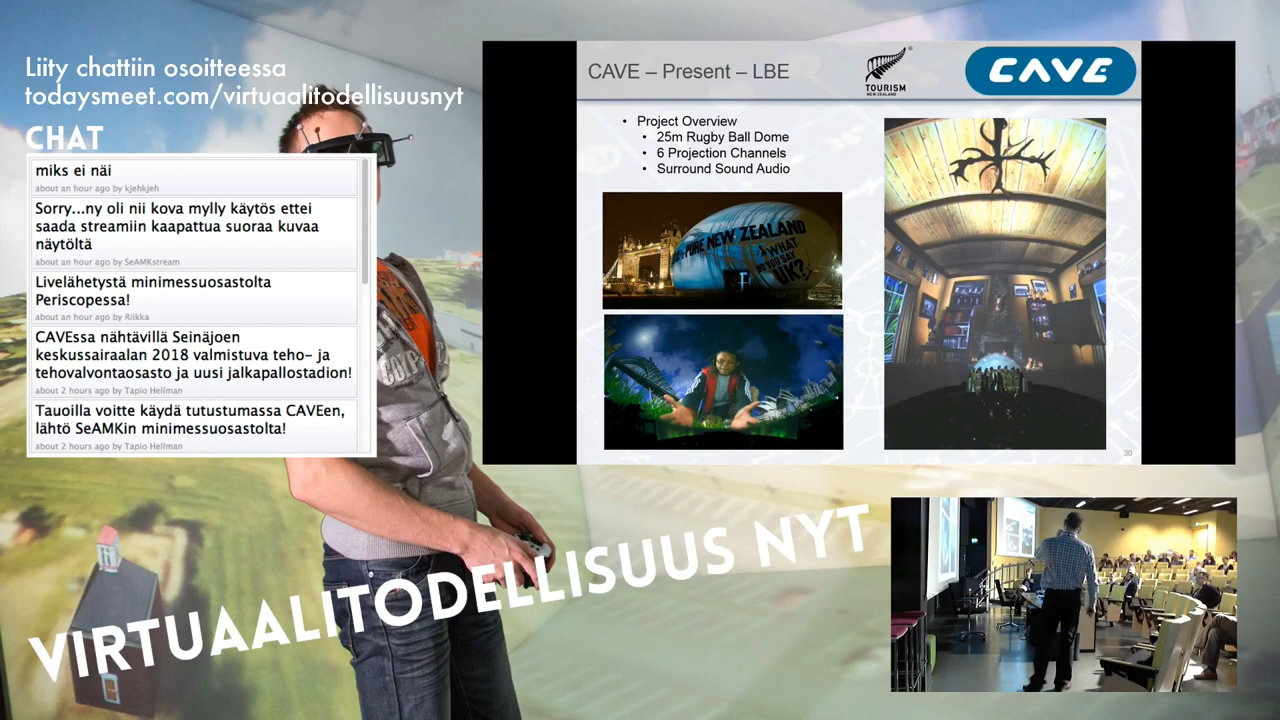 Liity chattiin osoitteessa
todaysmeet.com/virtuaalitodellisuusnyt
CHAT
miks ei näi
about an hour ago by kjehkjeh
Sorry...ny oli nii kova mylly käytös ettei
saada streamiin kaapattua suoraa kuvaa
näytöltä
about an hour ago by SeAMKstream
Livelähetystä minimessuosastolta
Periscopessa!
about an hour ago by Riikka
CAVEssa nähtävillä Seinäjoen
keskussairaalan 2018 valmistuva teho- ja
tehovalvontaosasto ja uusi jalkapallostadion!
about 2 hours ago by Tapio Hellman
Tauoilla voitte käydä tutustumassa CAVEen,
lähtö SeAMKin minimessuosastolta!
about 2 hours ago by Tapio Hellman
CAVE – Present – LBE
TOURISM
NEW ZEALAND
CAVE
• Project Overview
• 25m Rugby Ball Dome
• 6 Projection Channels
• Surround Sound Audio
PURE NEW ZEALAND
WHAT
DO YOU SAY
UK?
30
VIRTUAALITODELLISUUS NYT